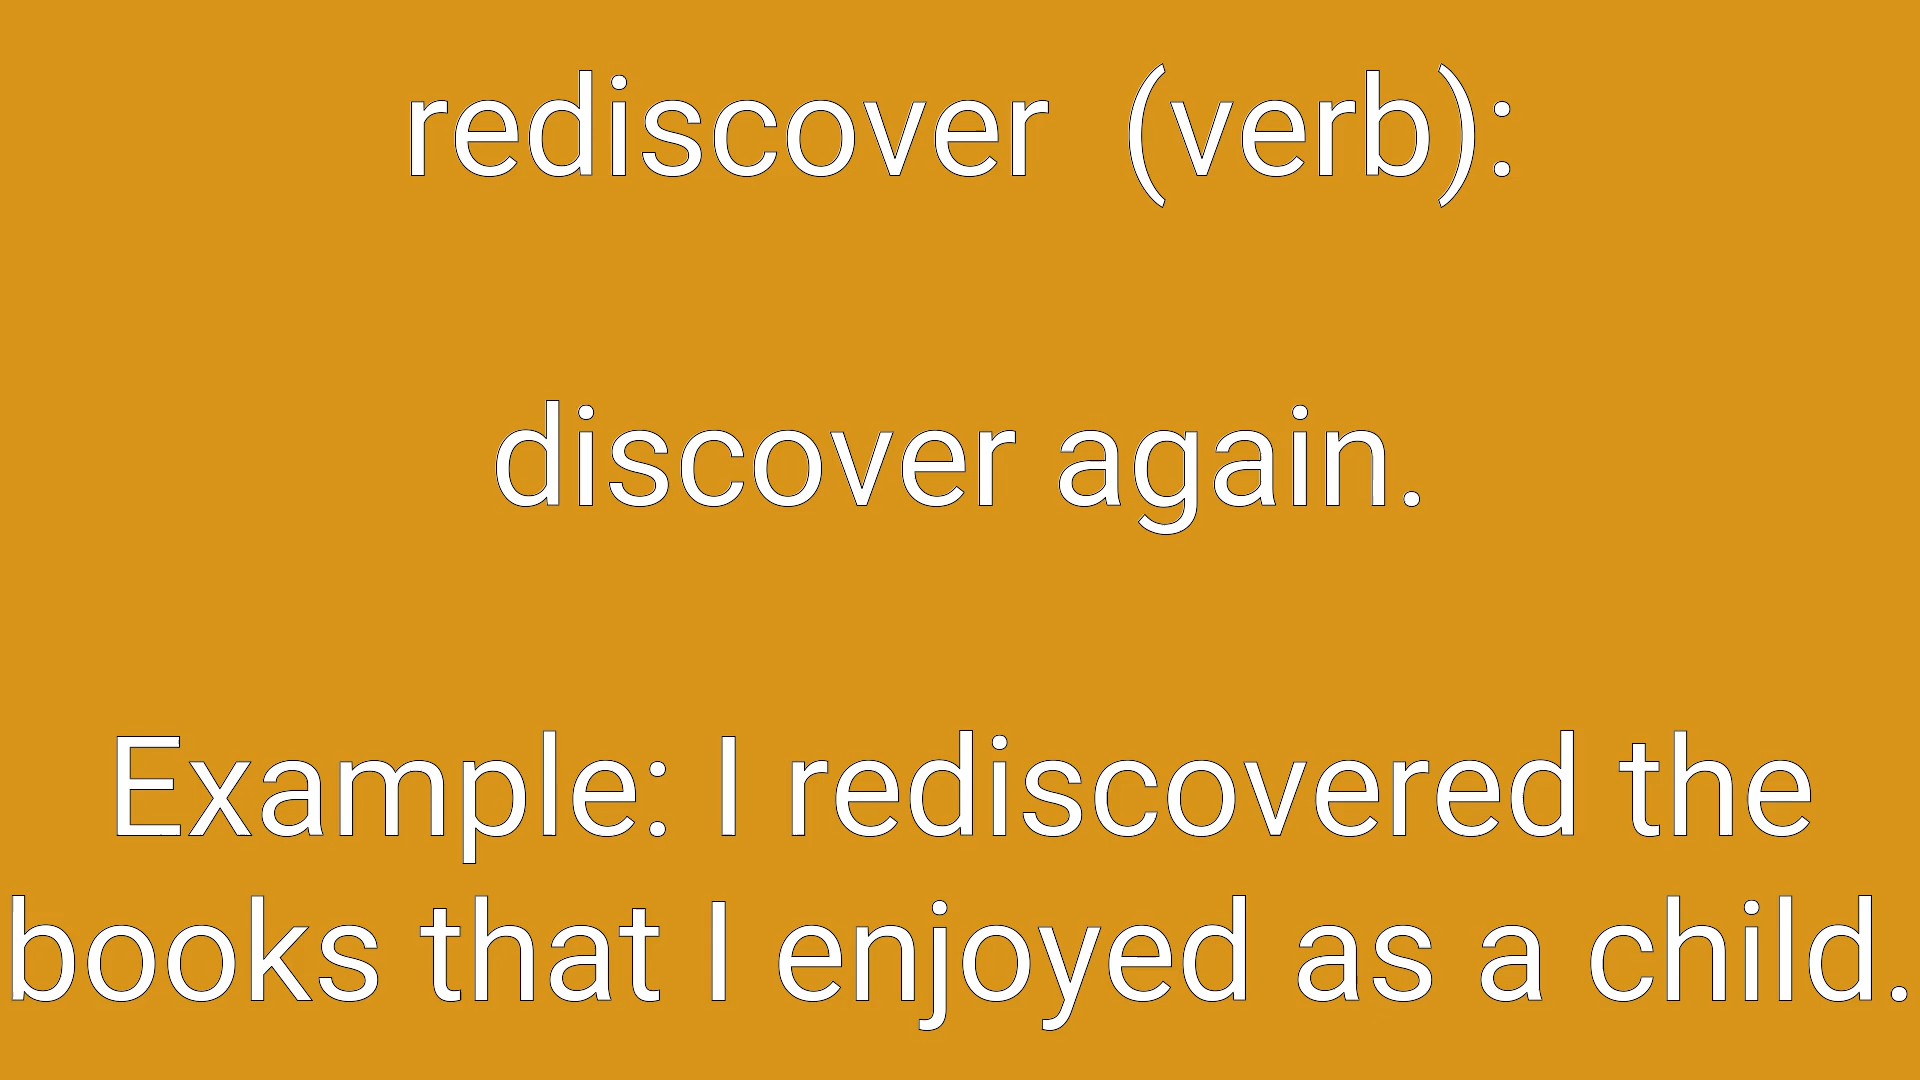 rediscover  (verb):
discover again.
Example: I rediscovered the
books that I enjoyed as a child.